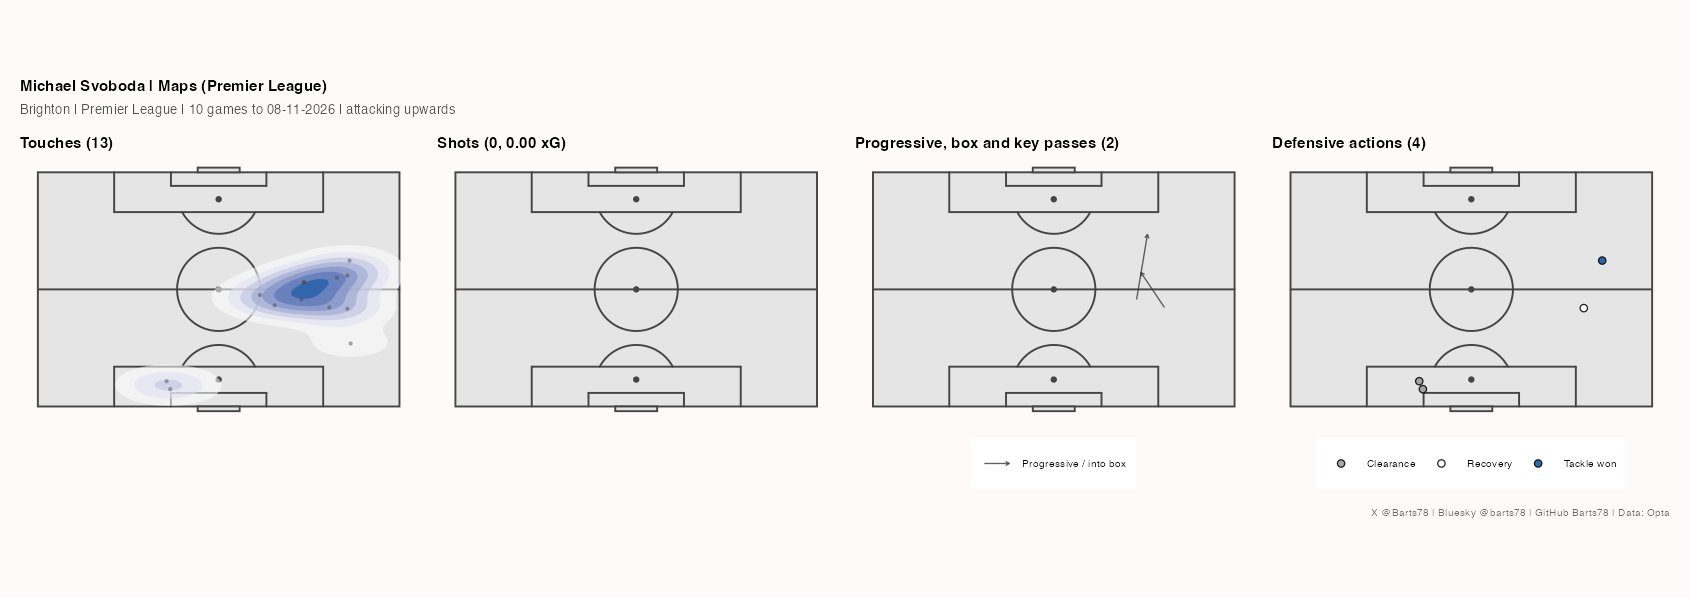 Michael Svoboda | Maps (Premier League)
Brighton | Premier League | 10 games to 08-11-2026 | attacking upwards
Touches (13)
Shots (0, 0.00 xG)
Progressive, box and key passes (2)
Defensive actions (4)
Progressive / into box
Clearance
Recovery
Tackle won
X @Barts78 | Bluesky @barts78 | GitHub Barts78 | Data: Opta